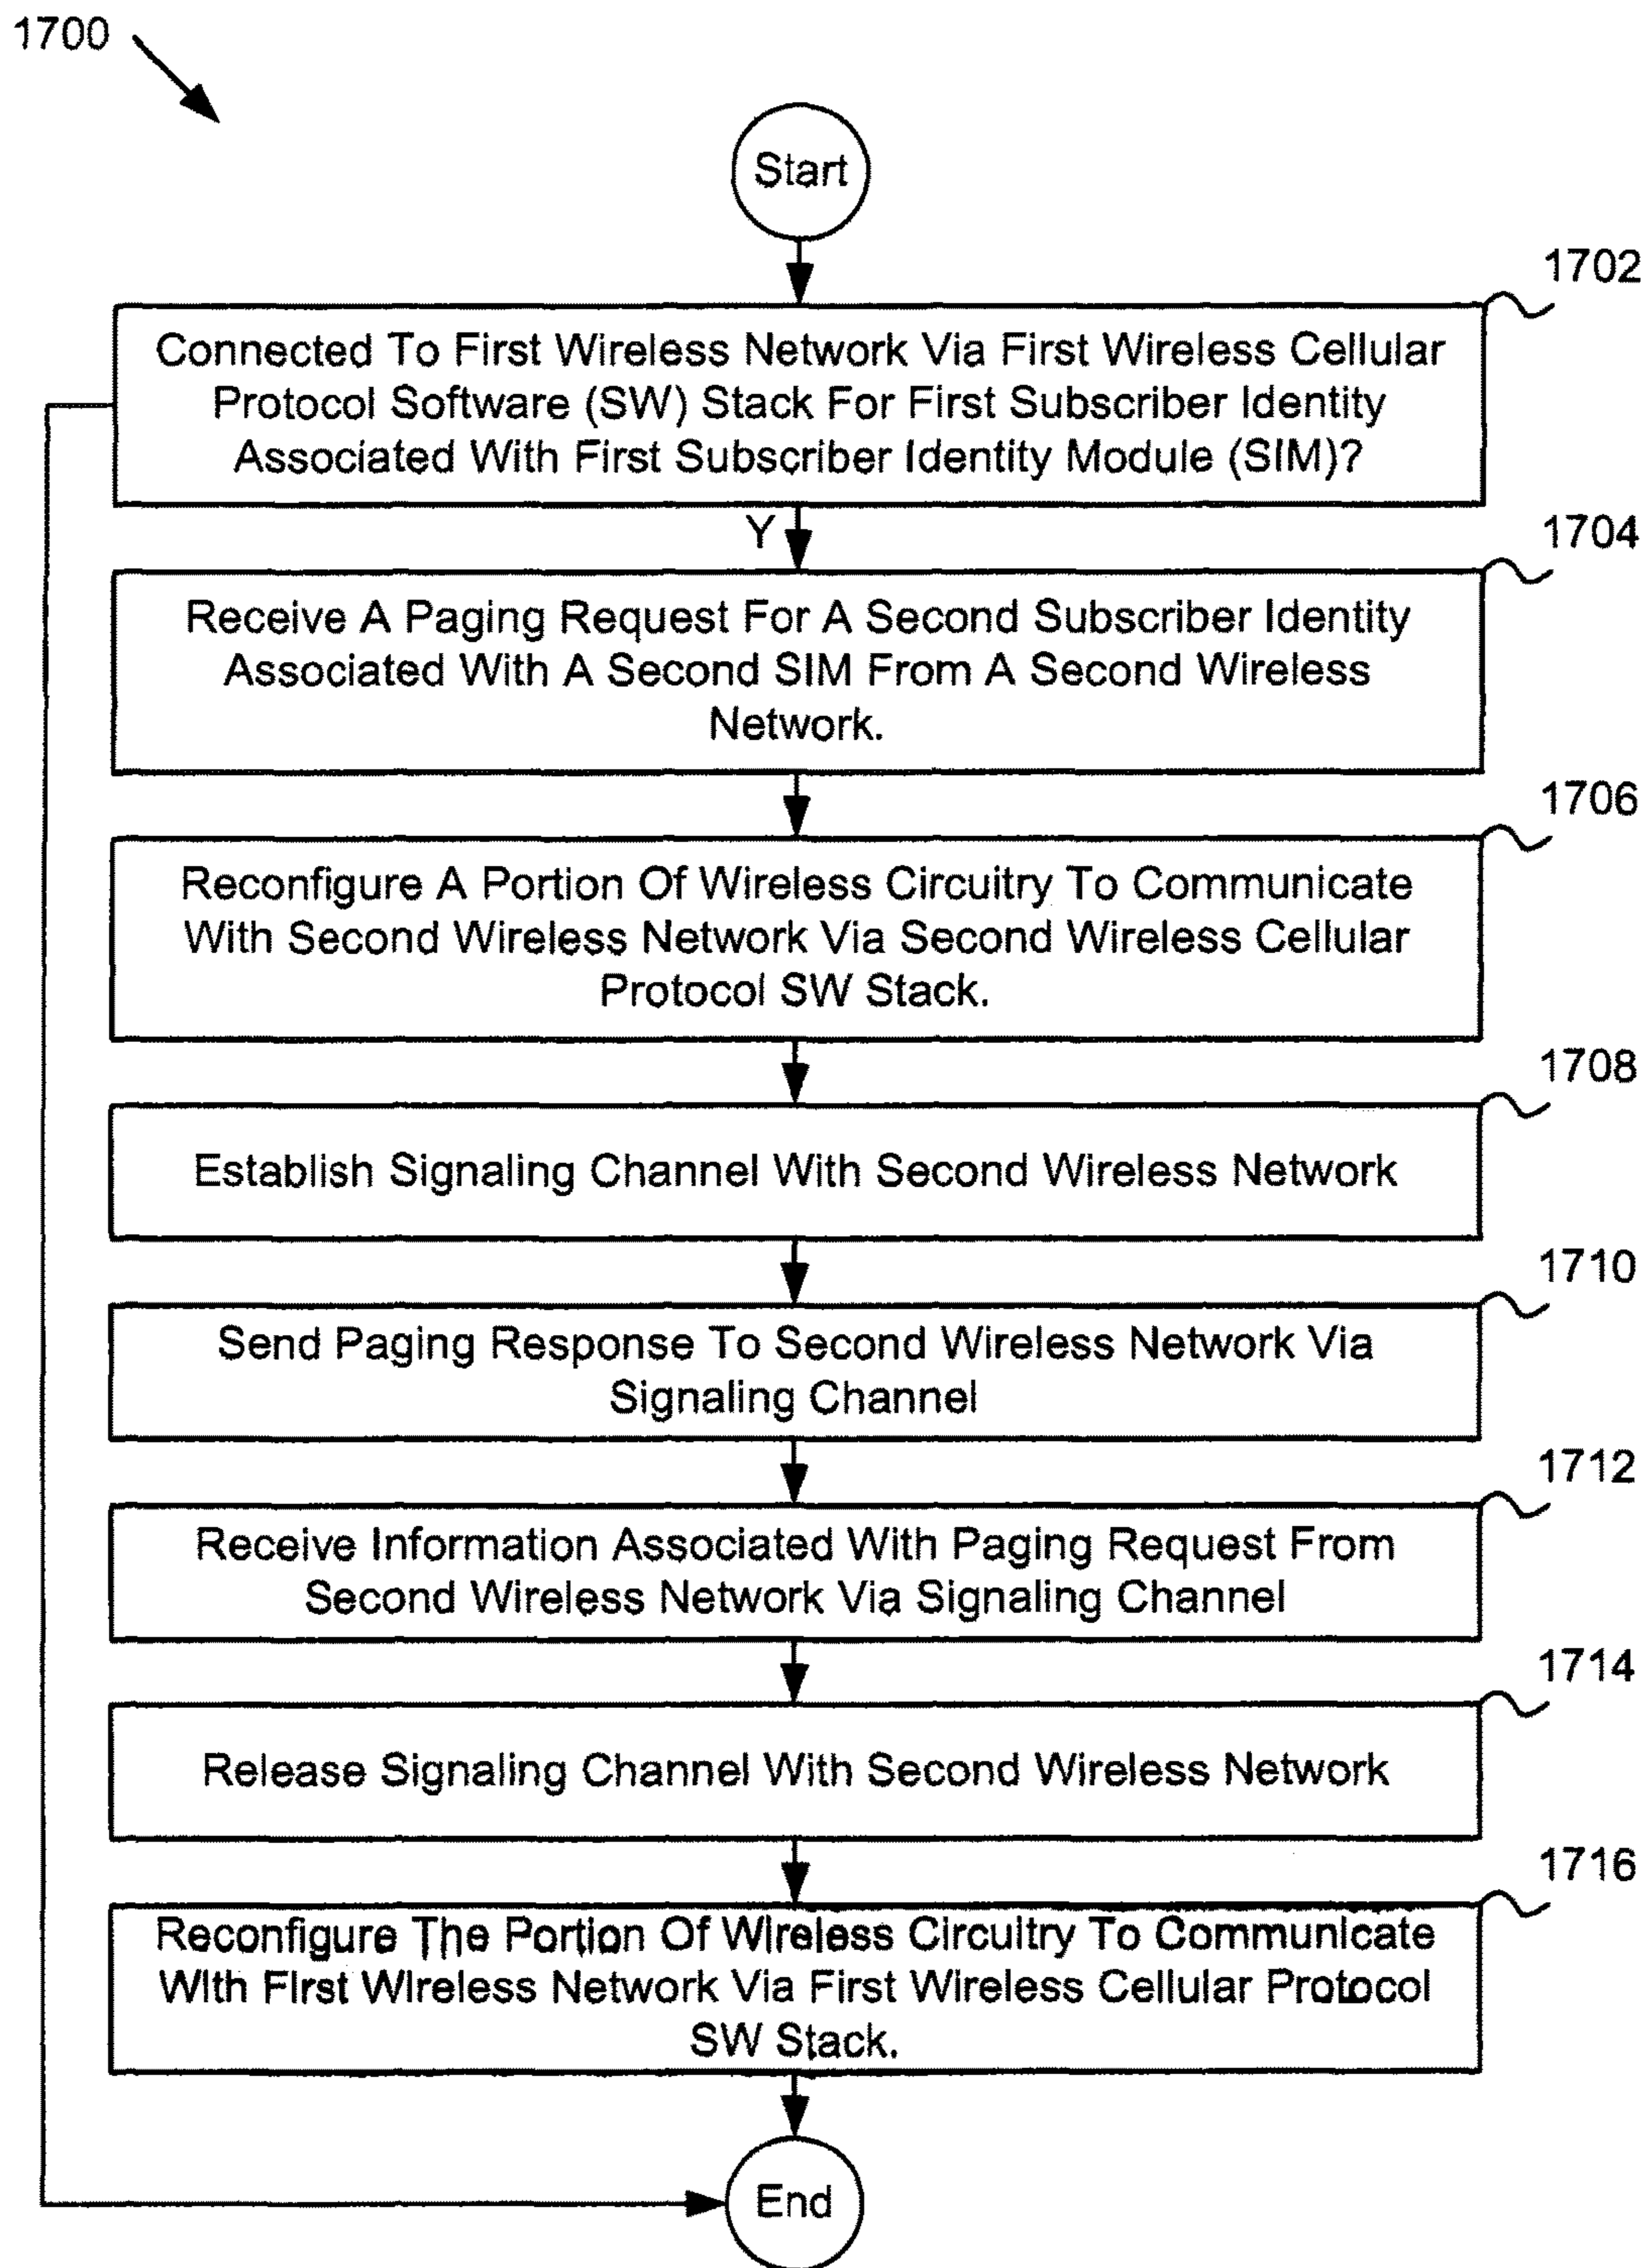 1700
Start
1702
Connected To First Wireless Network Via First Wireless Cellular
Protocol Software (SW) Stack For First Subscriber Identity
Associated With First Subscriber Identity Module (SIM)?
Y
1704
Receive A Paging Request For A Second Subscriber Identity
Associated With A Second SIM From A Second Wireless
Network.
1706
Reconfigure A Portion Of Wireless Circuitry To Communicate
With Second Wireless Network Via Second Wireless Cellular
Protocol SW Stack.
1708
Establish Signaling Channel With Second Wireless Network
1710
Send Paging Response To Second Wireless Network Via
Signaling Channel
1712
Receive Information Associated With Paging Request From
Second Wireless Network Via Signaling Channel
1714
Release Signaling Channel With Second Wireless Network
1716
Reconfigure The Portion Of Wireless Circuitry To Communicate
With First Wireless Network Via First Wireless Cellular Protocol
SW Stack.
End